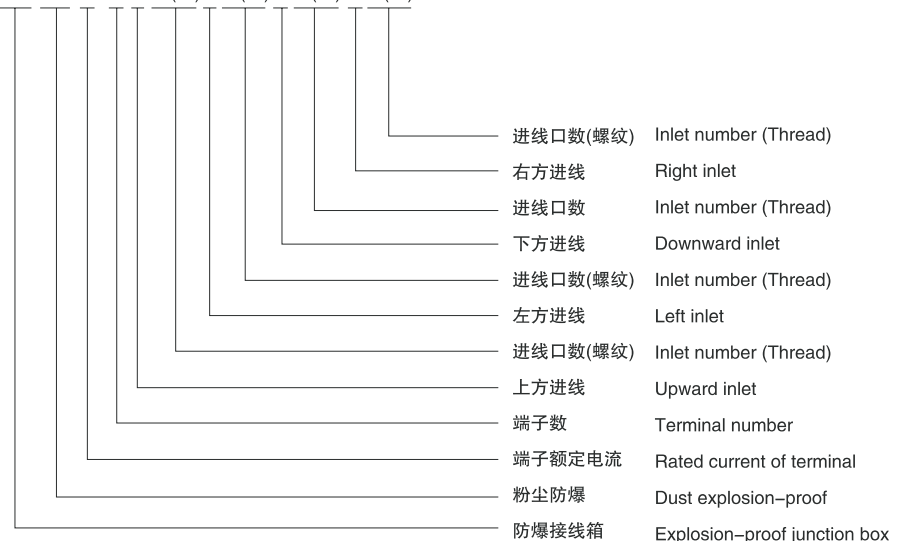 进线口数(螺纹) Inlet number (Thread)
右方进线 Right inlet
进线口数 Inlet number (Thread)
下方进线 Downward inlet
进线口数(螺纹) Inlet number (Thread)
左方进线 Left inlet
进线口数(螺纹) Inlet number (Thread)
上方进线 Upward inlet
端子数 Terminal number
端子额定电流 Rated current of terminal
粉尘防爆 Dust explosion–proof
防爆接线箱 Explosion–proof junction box